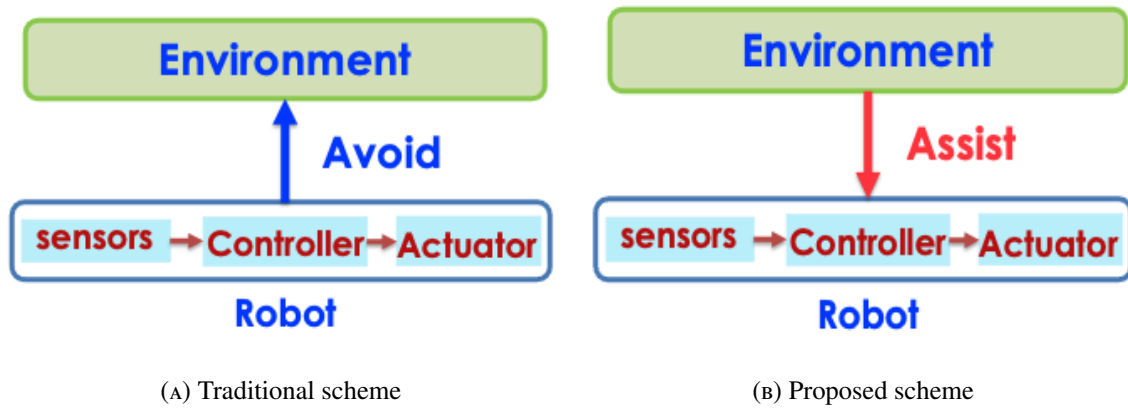 Environment
Avoid
sensors Controller Actuator
Robot
(A) Traditional scheme
Environment
Assist
sensors Controller Actuator
Robot
(B) Proposed scheme